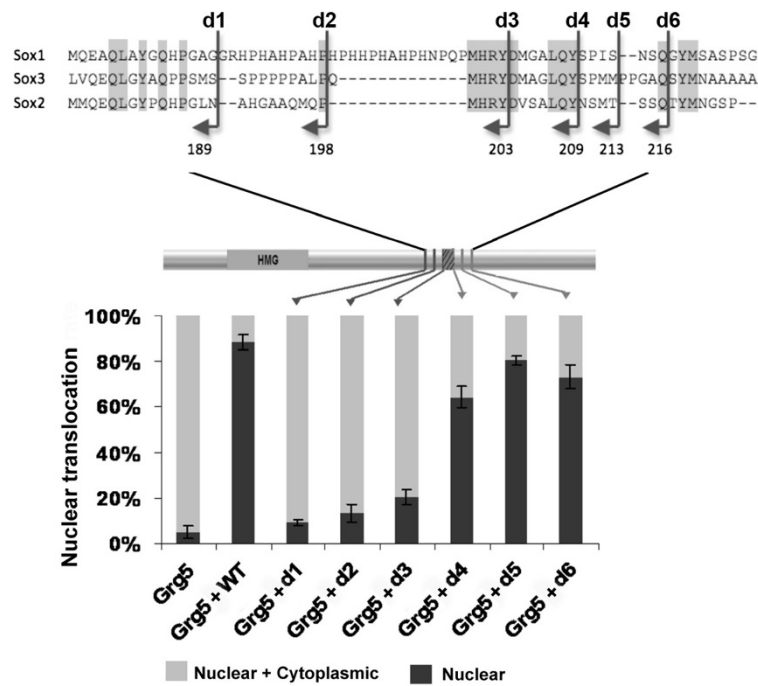 d1 d2 d3 d4 d5 d6
Sox1 MQEAQLAYGQHPGAGGRHPHAHPAHPHPHHPHAHPHNPQPMHRYDMGALQYSPIS--NSQGYMSASPSG
Sox3 LVQEQLGYAQPPSMS--SPPPPPALPQ-------------MHRYDMAGLQYSPMMPPGAQSYMNAAAAA
Sox2 MMQEQLGYPQHPGLN--AHGAAQMQP--------------MHRYDVSALQYNSMT--SSQTYMNGSP--
189 198 203 209 213 216
HMG
Nuclear translocation
100%
80%
60%
40%
20%
0%
Grg5
Grg5 + WT
Grg5 + d1
Grg5 + d2
Grg5 + d3
Grg5 + d4
Grg5 + d5
Grg5 + d6
Nuclear + Cytoplasmic Nuclear